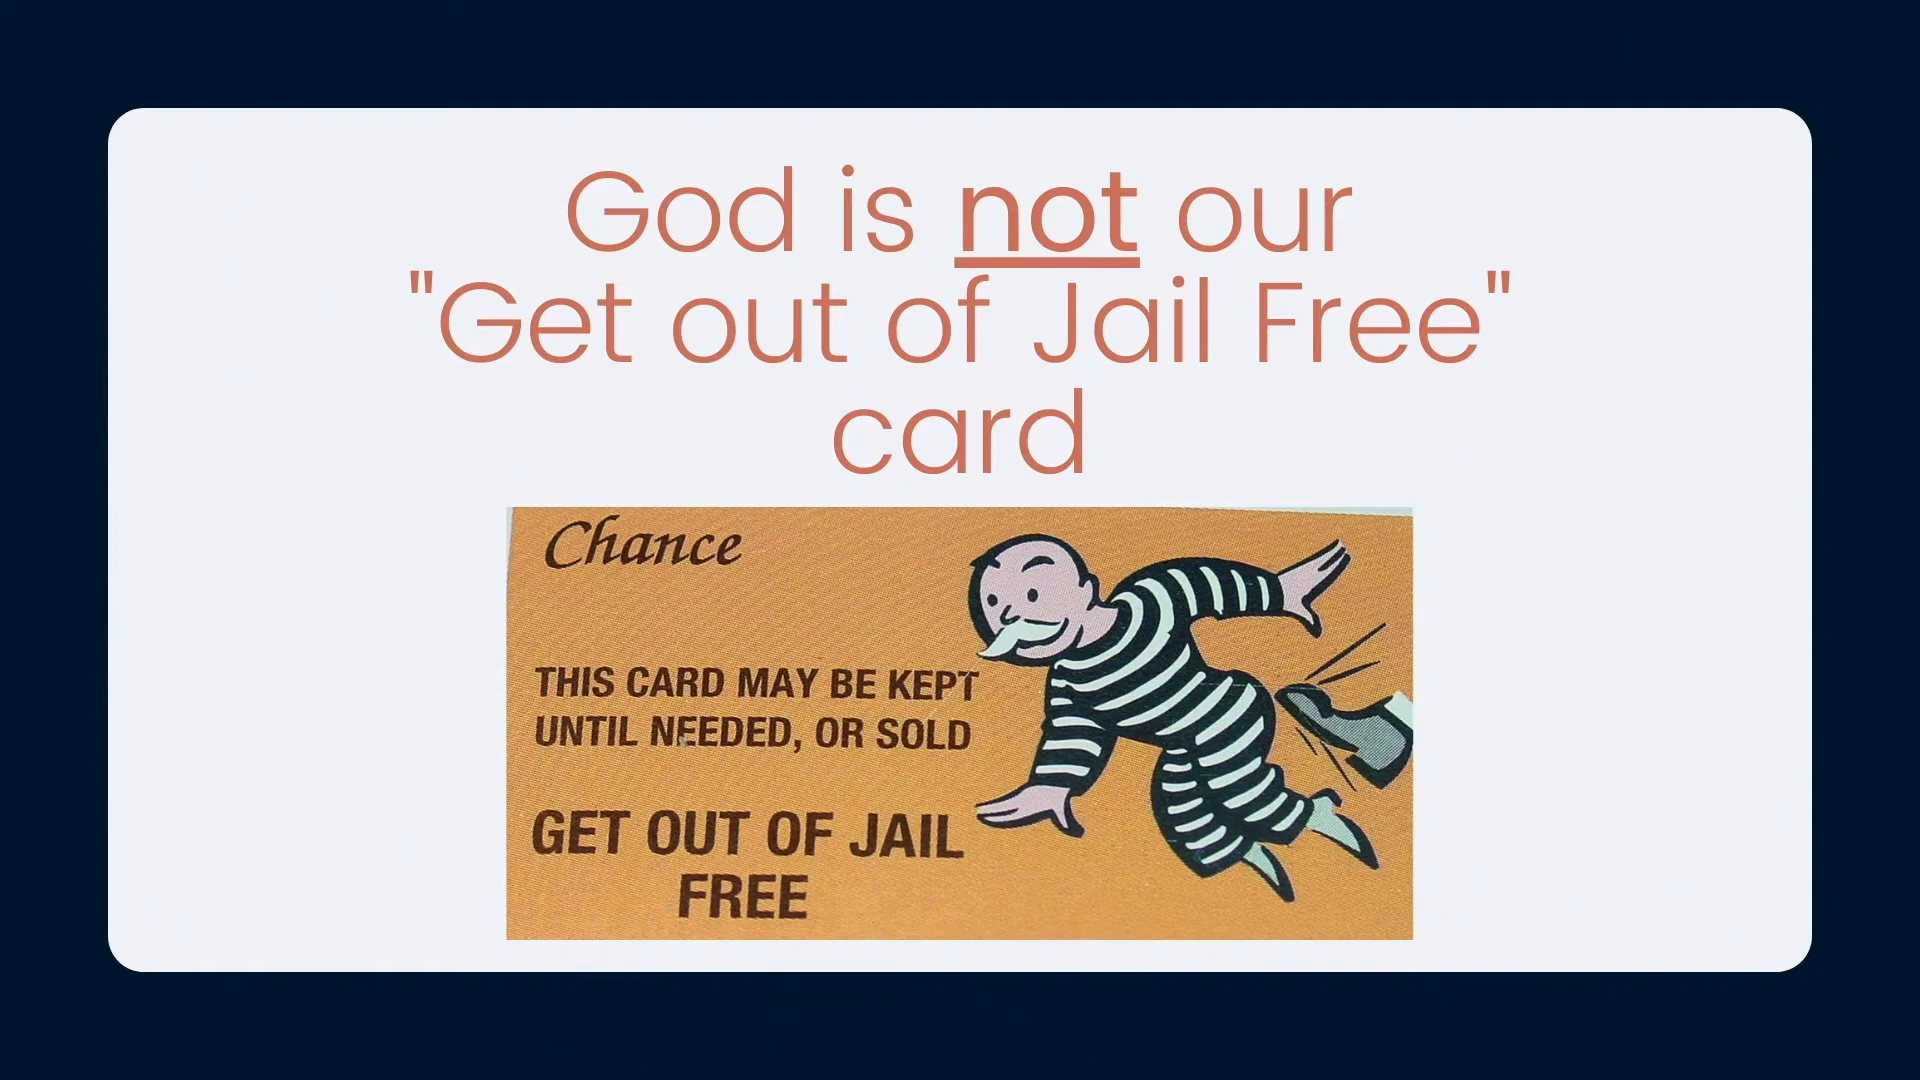 God is not our
"Get out of Jail Free"
card
Chance
THIS CARD MAY BE KEPT
UNTIL NEEDED, OR SOLD
GET OUT OF JAIL
FREE